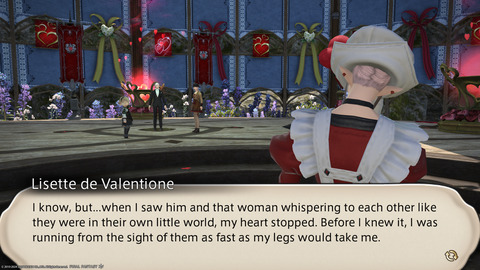 Lisette de Valentione
I know, but...when I saw him and that woman whispering to each other like
they were in their own little world, my heart stopped. Before I knew it, I was
running from the sight of them as fast as my legs would take me.